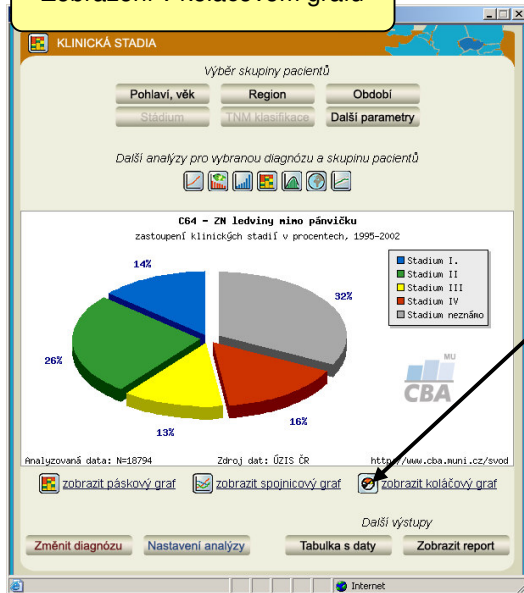 Zobrazení v koláčovém grafu
KLINICKÁ STADIA
Výběr skupiny pacientů
Pohlaví, věk Region Období
Stádium TNM klasifikace Další parametry
Další analýzy pro vybranou diagnózu a skupinu pacientů
C64 - ZN ledviny mimo pánvičku
zastoupení klinických stadií v procentech, 1995-2002
14%
32%
26%
13%
16%
Stadium I.
Stadium II
Stadium III
Stadium IV
Stadium neznámo
MU
CBA
Analyzovaná data: N=18794 Zdroj dat: ÚZIS ČR http://www.cba.muni.cz/svod
zobrazit páskový graf zobrazit spojnicový graf zobrazit koláčový graf
Další výstupy
Změnit diagnózu Nastavení analýzy Tabulka s daty Zobrazit report
Internet